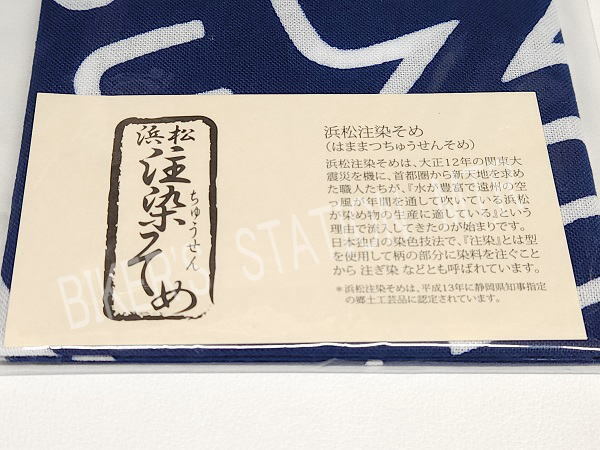 浜松
注染そめ
ちゅうせん
浜松注染そめ
(はままつちゅうせんそめ)
浜松注染そめは、大正12年の関東大
震災を機に、首都圏から新天地を求め
た職人たちが、『水が豊富で遠州の空
っ風が年間を通して吹いている浜松
が染め物の生産に適している』という
理由で流入してきたのが始まりです。
日本独自の染色技法で、『注染』とは型
を使用して柄の部分に染料を注ぐこと
から 注ぎ染 などとも呼ばれています。
＊浜松注染そめは、平成13年に静岡県知事指定
の郷土工芸品に認定されています。
BIKER'S STATION